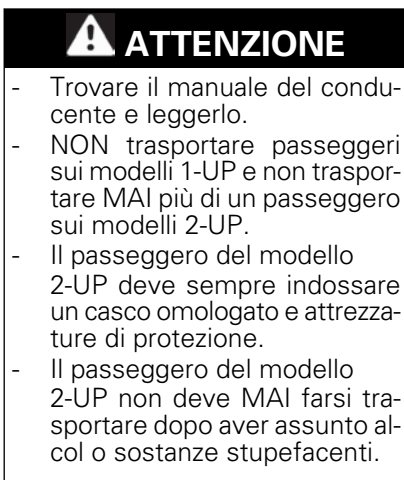 ATTENZIONE
- Trovare il manuale del condu-
cente e leggerlo.
- NON trasportare passeggeri
sui modelli 1-UP e non traspor-
tare MAI più di un passeggero
sui modelli 2-UP.
- Il passeggero del modello
2-UP deve sempre indossare
un casco omologato e attrezza-
ture di protezione.
- Il passeggero del modello
2-UP non deve MAI farsi tra-
sportare dopo aver assunto al-
col o sostanze stupefacenti.